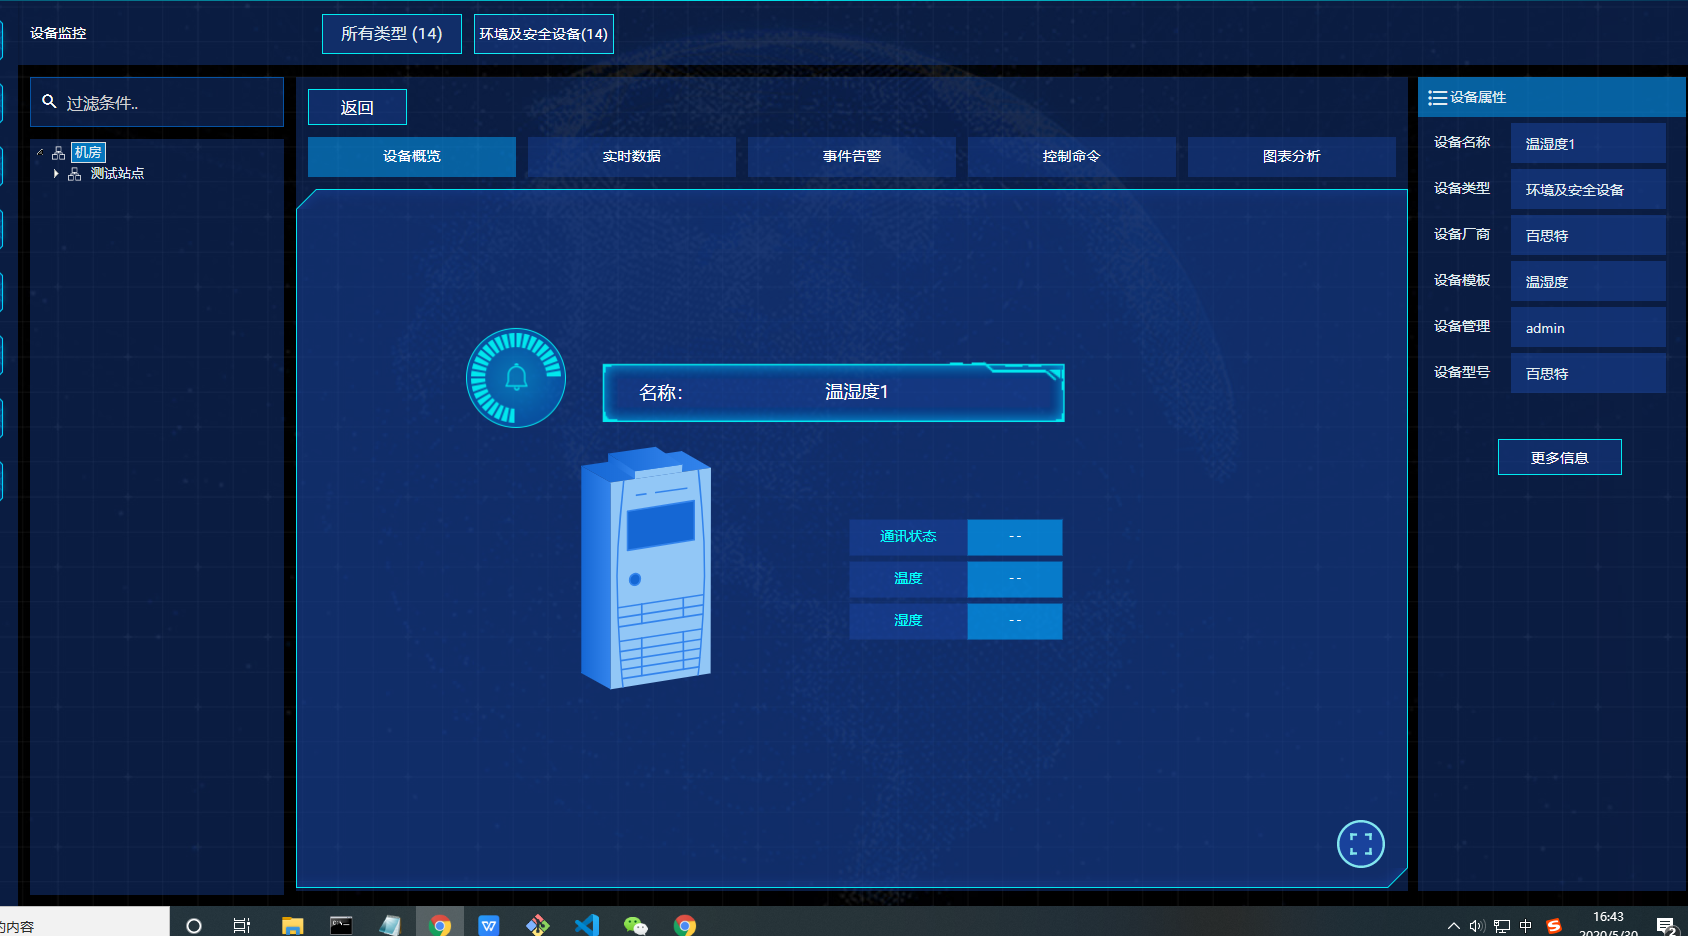 设备监控
所有类型 (14)
环境及安全设备(14)
过滤条件..
机房
测试站点
返回
设备概览
实时数据
事件告警
控制命令
图表分析
名称：
温湿度1
通讯状态
--
温度
--
湿度
--
设备属性
设备名称
温湿度1
设备类型
环境及安全设备
设备厂商
百思特
设备模板
温湿度
设备管理
admin
设备型号
百思特
更多信息
内容
中
16:43
2020/5/30
2